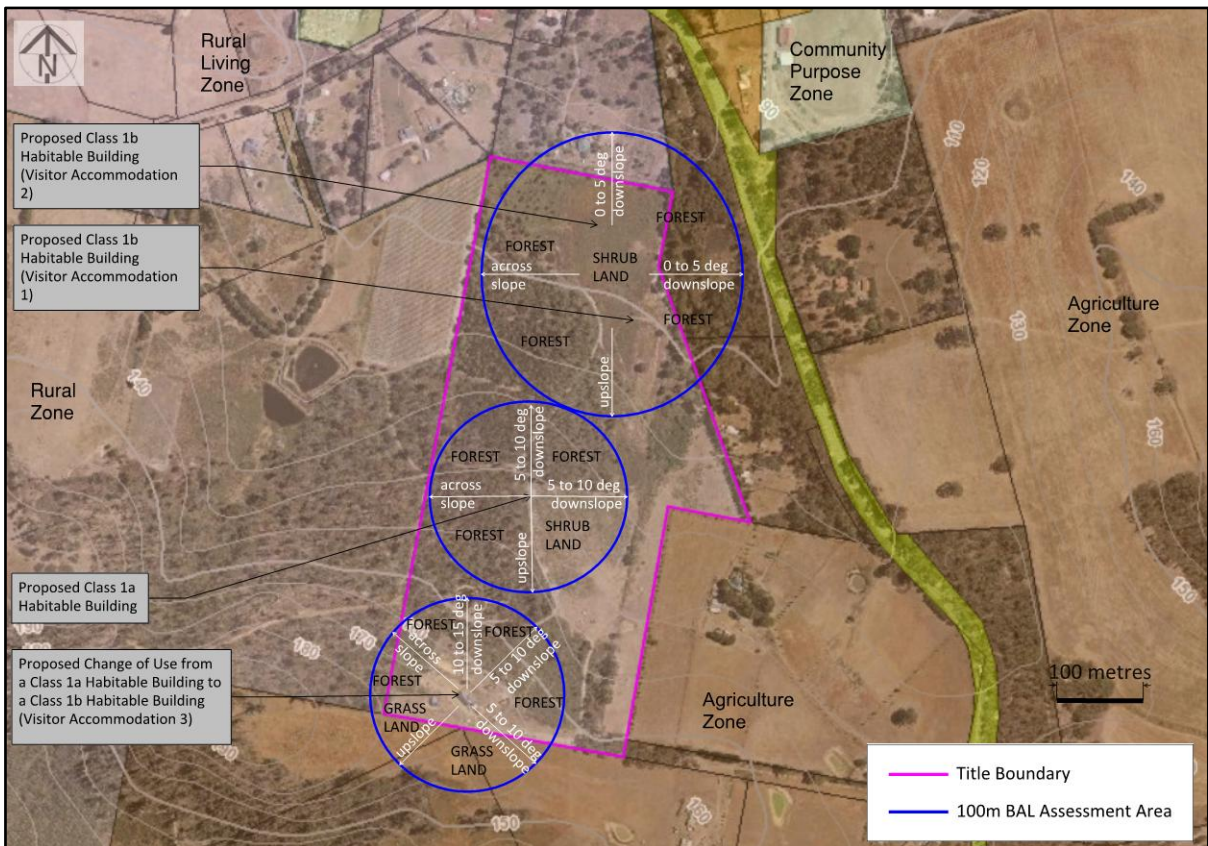 N
Rural
Living
Zone
Community
Purpose
Zone
90
110
120
140
Proposed Class 1b
Habitable Building
(Visitor Accommodation
2)
0 to 5 deg
downslope
FOREST
FOREST
SHRUB
LAND
across
slope
0 to 5 deg
downslope
Proposed Class 1b
Habitable Building
(Visitor Accommodation
1)
FOREST
FOREST
upslope
Agriculture
Zone
130
Rural
Zone
140
160
5 to 10 deg
downslope
FOREST
FOREST
across
slope
5 to 10 deg
downslope
FOREST
SHRUB
LAND
upslope
Proposed Class 1a
Habitable Building
150
170
180
FOREST
10 to 15 deg
downslope
FOREST
across
slope
5 to 10 deg
downslope
Proposed Change of Use from
a Class 1a Habitable Building to
a Class 1b Habitable Building
(Visitor Accommodation 3)
FOREST
FOREST
GRASS
LAND
upslope
5 to 10 deg
downslope
GRASS
LAND
Agriculture
Zone
100 metres
150
160
Title Boundary
100m BAL Assessment Area